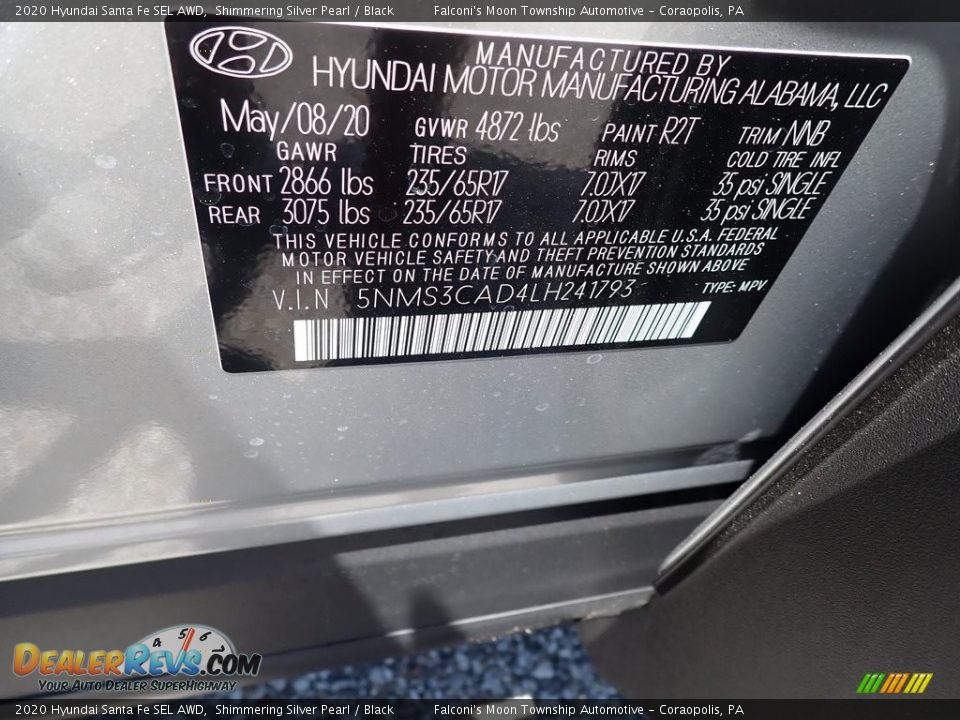 2020 Hyundai Santa Fe SEL AWD, Shimmering Silver Pearl / Black Falconi's Moon Township Automotive - Coraopolis, PA
MANUFACTURED BY
HYUNDAI MOTOR MANUFACTURING ALABAMA, LLC
May/08/20 GVWR 4872 lbs PAINT R2T TRIM NNB
GAWR TIRES RIMS COLD TIRE INFL
FRONT 2866 lbs 235/65R17 7.0JX17 35 psi SINGLE
REAR 3075 lbs 235/65R17 7.0JX17 35 psi SINGLE
THIS VEHICLE CONFORMS TO ALL APPLICABLE U.S.A. FEDERAL
MOTOR VEHICLE SAFETY AND THEFT PREVENTION STANDARDS
IN EFFECT ON THE DATE OF MANUFACTURE SHOWN ABOVE
V.I.N 5NMS3CAD4LH241793 TYPE: MPV
4 5 6
DEALERREVS.COM
YOUR AUTO DEALER SUPERHIGHWAY
2020 Hyundai Santa Fe SEL AWD, Shimmering Silver Pearl / Black Falconi's Moon Township Automotive - Coraopolis, PA